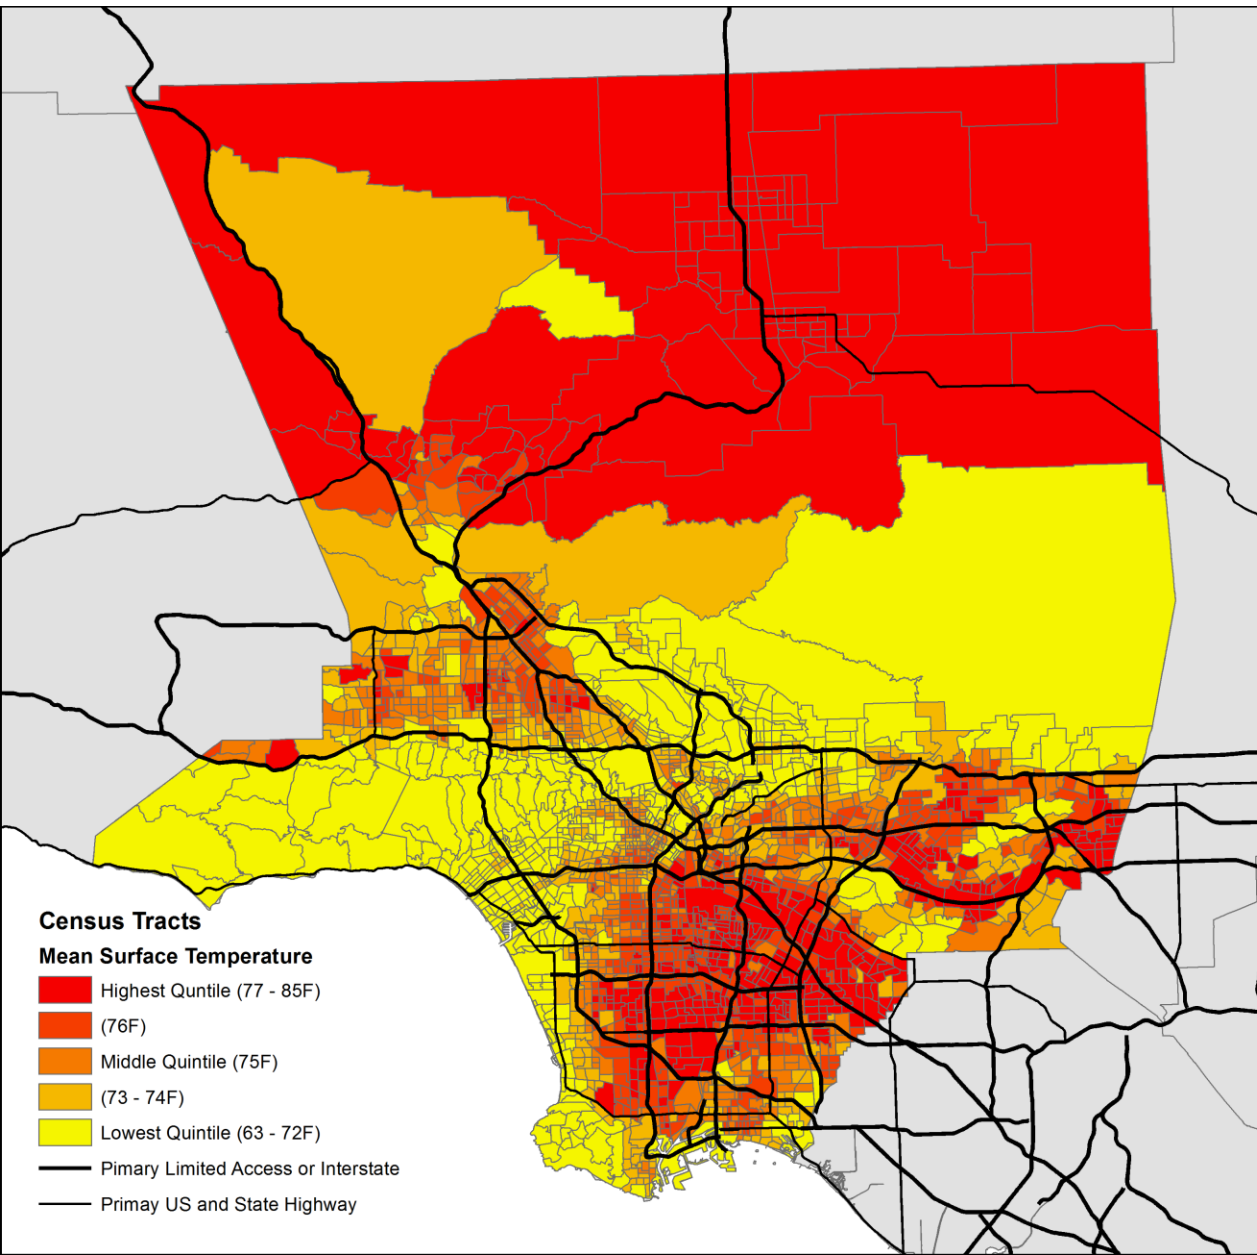 Census Tracts
Mean Surface Temperature
Highest Quntile (77 - 85F)
(76F)
Middle Quintile (75F)
(73 - 74F)
Lowest Quintile (63 - 72F)
Pimary Limited Access or Interstate
Primay US and State Highway